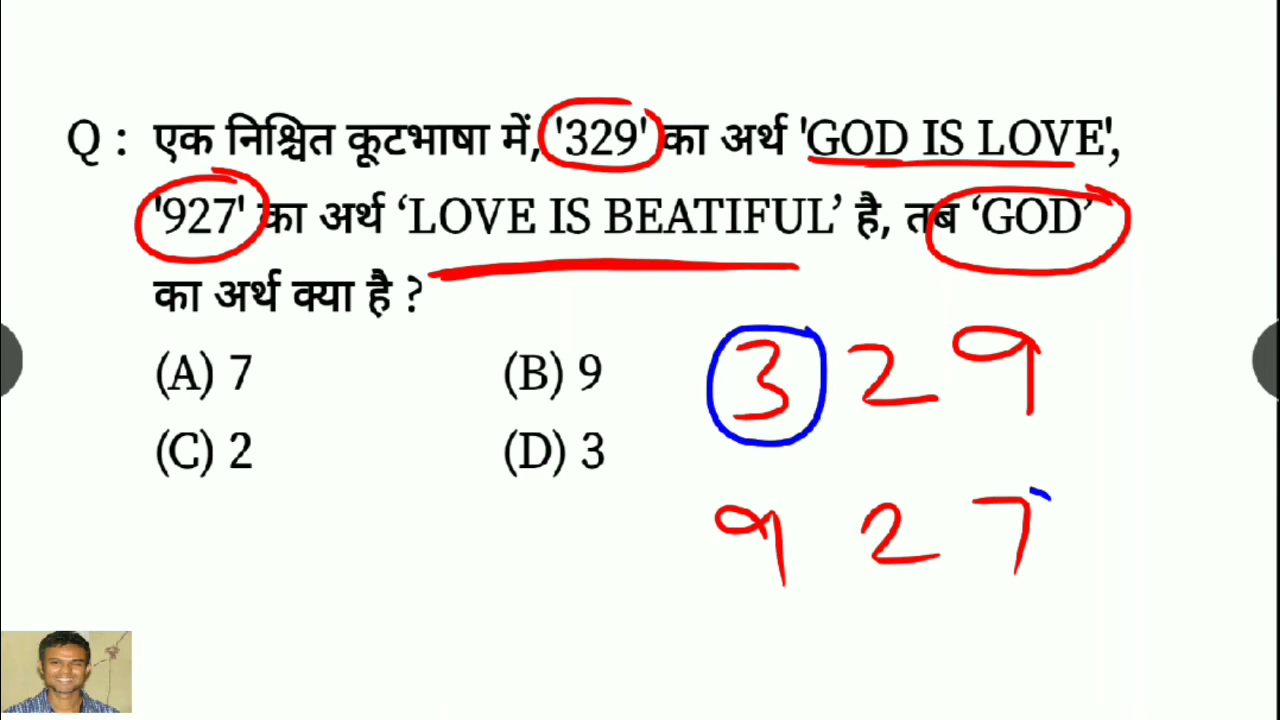 Q : एक निश्चित कूटभाषा में, '329' का अर्थ 'GOD IS LOVE',
'927' का अर्थ ‘LOVE IS BEATIFUL’ है, तब ‘GOD’
का अर्थ क्या है ?
(A) 7 (B) 9
(C) 2 (D) 3
3 2 9
9 2 7